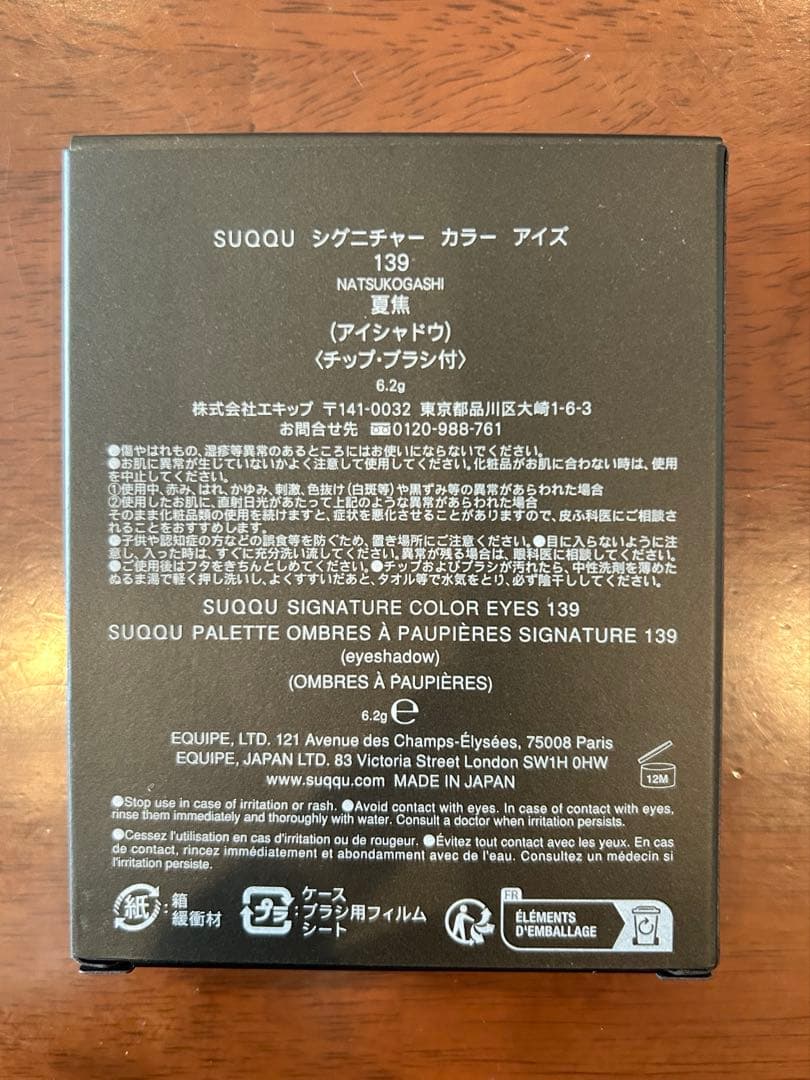 SUQQU シグニチャー カラー アイズ
139
NATSUKOGASHI
夏焦
(アイシャドウ)
〈チップ・ブラシ付〉
6.2g
株式会社エキップ 〒141-0032 東京都品川区大崎1-6-3
お問合せ先 0120-988-761
●傷やはれもの、湿疹等異常のあるところにはお使いにならないでください。
●お肌に異常が生じていないかよく注意して使用してください。化粧品がお肌に合わない時は、使用
を中止してください。
①使用中、赤み、はれ、かゆみ、刺激、色抜け(白斑等)や黒ずみ等の異常があらわれた場合
②使用したお肌に、直射日光があたって上記のような異常があらわれた場合
そのまま化粧品類の使用を続けますと、症状を悪化させることがありますので、皮ふ科医にご相談さ
れることをおすすめします。
●子供や認知症の方などの誤食等を防ぐため、置き場所にご注意ください。●目に入らないように注
意し、入った時は、すぐに充分洗い流してください。異常が残る場合は、眼科医に相談してください。
●ご使用後はフタをきちんとしめてください。●チップおよびブラシが汚れたら、中性洗剤を薄めた
ぬるま湯で軽く押し洗いし、よくすすいだあと、タオル等で水気をとり、必ず陰干ししてください。
SUQQU SIGNATURE COLOR EYES 139
SUQQU PALETTE OMBRES À PAUPIÈRES SIGNATURE 139
(eyeshadow)
(OMBRES À PAUPIÈRES)
6.2g ℮
EQUIPE, LTD. 121 Avenue des Champs-Élysées, 75008 Paris
EQUIPE, JAPAN LTD. 83 Victoria Street London SW1H 0HW
www.suqqu.com MADE IN JAPAN
12M
●Stop use in case of irritation or rash. ●Avoid contact with eyes. In case of contact with eyes,
rinse them immediately and thoroughly with water. Consult a doctor when irritation persists.
●Cessez l'utilisation en cas d'irritation ou de rougeur. ●Évitez tout contact avec les yeux. En cas
de contact, rincez immédiatement et abondamment avec de l'eau. Consultez un médecin si
l'irritation persiste.
紙:箱
緩衝材
プラ:ケース
ブラシ用フィルム
シート
FR
ÉLÉMENTS
D'EMBALLAGE